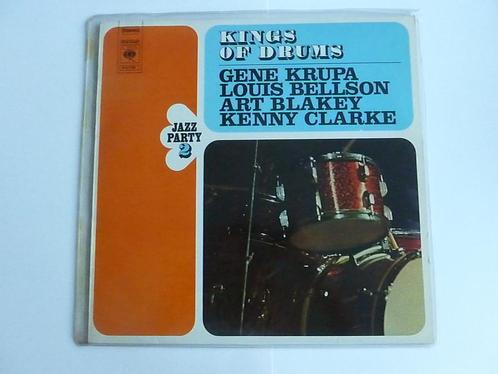 KINGS
OF DRUMS
GENE KRUPA
LOUIS BELLSON
ART BLAKEY
KENNY CLARKE
JAZZ
PARTY
2